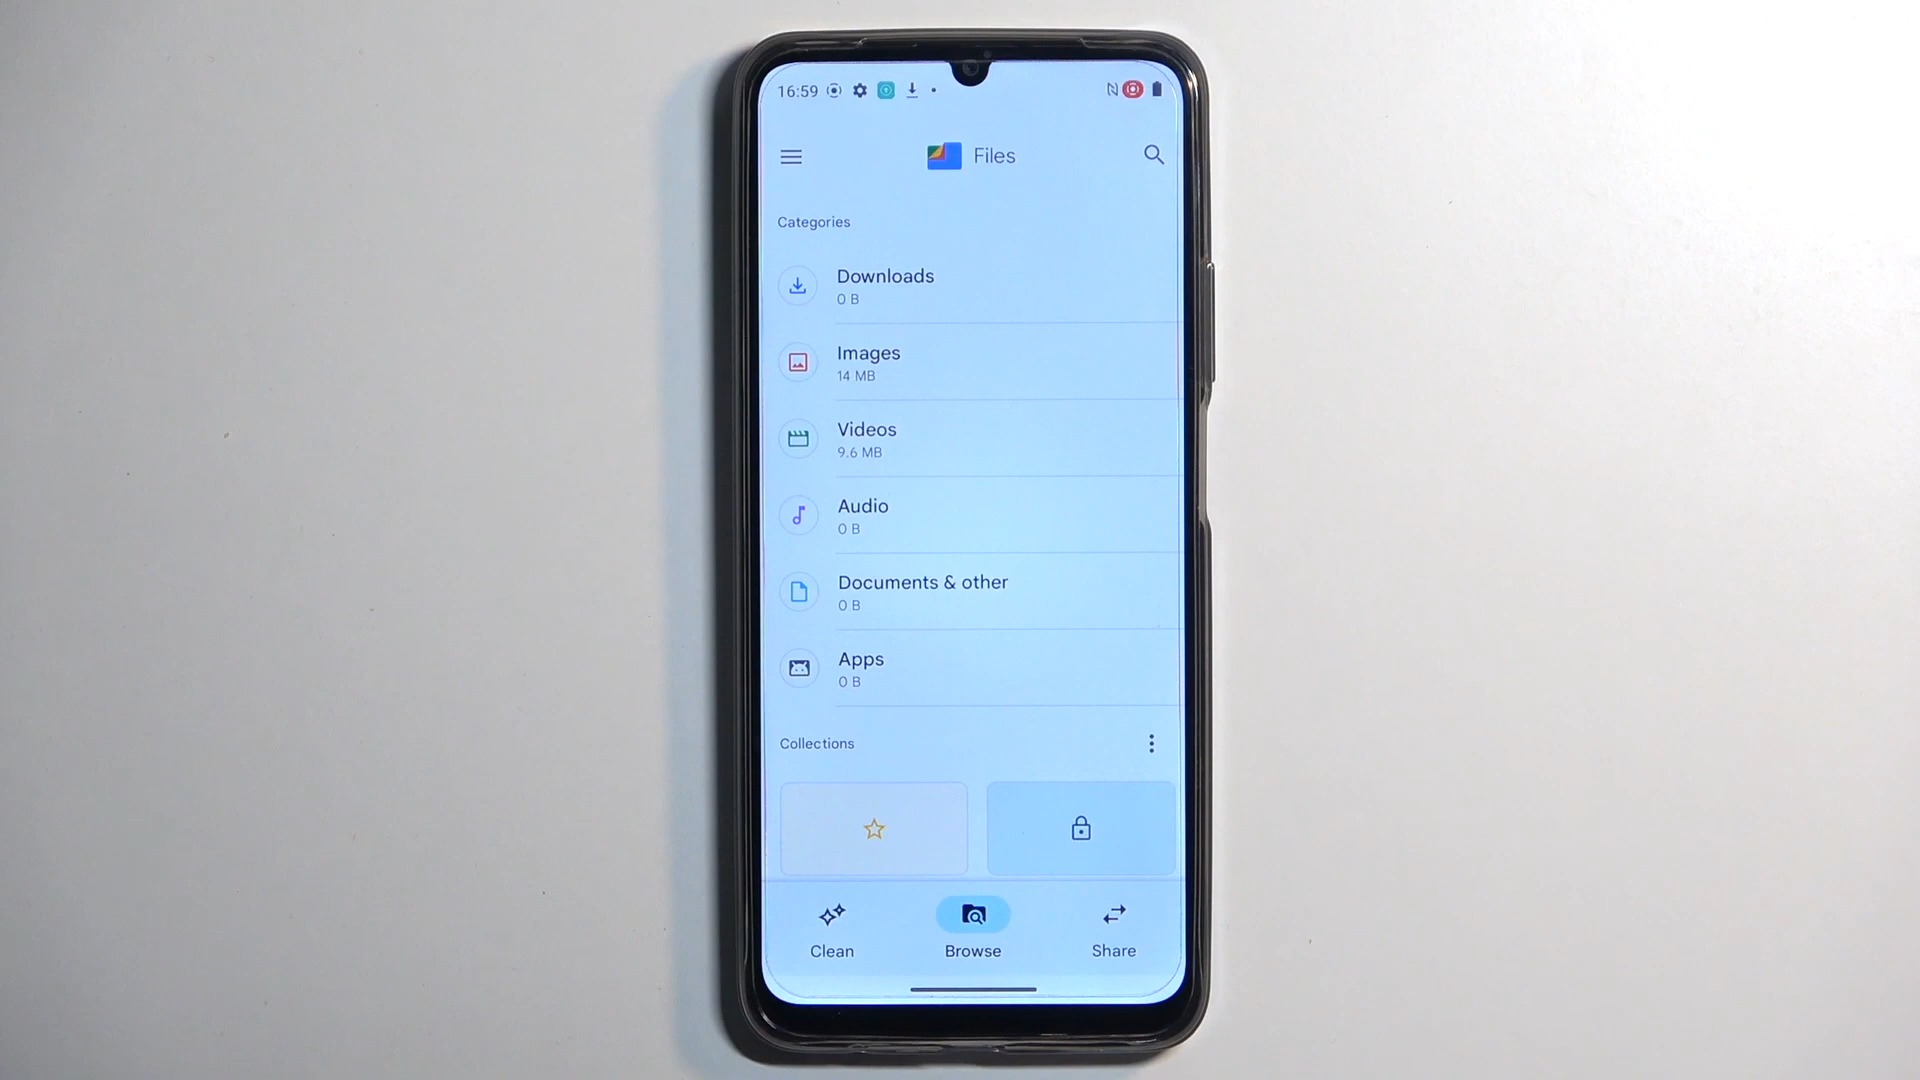 16:59
Files
Categories
Downloads
0 B
Images
14 MB
Videos
9.6 MB
Audio
0 B
Documents & other
0 B
Apps
0 B
Collections
Clean
Browse
Share